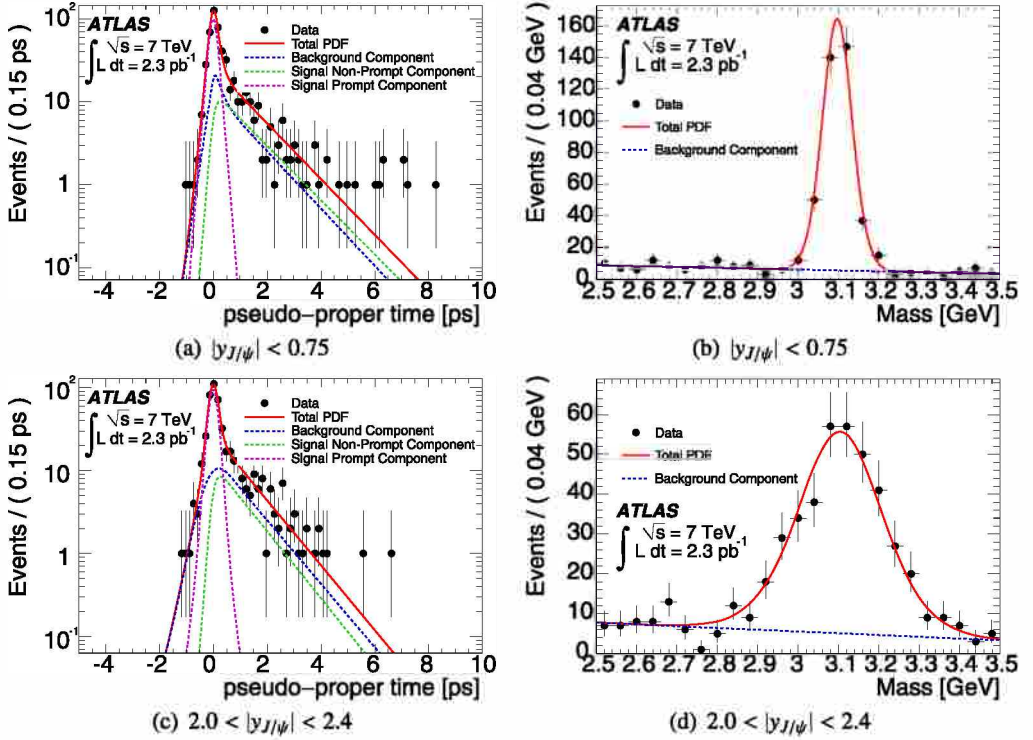 ATLAS
√s = 7 TeV
∫ L dt = 2.3 pb⁻¹
Data
Total PDF
Background Component
Signal Non-Prompt Component
Signal Prompt Component
Events / ( 0.15 ps )
10²
10
1
10⁻¹
-4 -2 0 2 4 6 8 10
pseudo-proper time [ps]
(a) |y_{J/ψ}| < 0.75
ATLAS
√s = 7 TeV
∫ L dt = 2.3 pb⁻¹
Data
Total PDF
Background Component
Events / ( 0.04 GeV )
160
140
120
100
80
60
40
20
0
2.5 2.6 2.7 2.8 2.9 3 3.1 3.2 3.3 3.4 3.5
Mass [GeV]
(b) |y_{J/ψ}| < 0.75
ATLAS
√s = 7 TeV
∫ L dt = 2.3 pb⁻¹
Data
Total PDF
Background Component
Signal Non-Prompt Component
Signal Prompt Component
Events / ( 0.15 ps )
10²
10
1
10⁻¹
-4 -2 0 2 4 6 8 10
pseudo-proper time [ps]
(c) 2.0 < |y_{J/ψ}| < 2.4
Data
Total PDF
Background Component
ATLAS
√s = 7 TeV
∫ L dt = 2.3 pb⁻¹
Events / ( 0.04 GeV )
60
50
40
30
20
10
0
2.5 2.6 2.7 2.8 2.9 3 3.1 3.2 3.3 3.4 3.5
Mass [GeV]
(d) 2.0 < |y_{J/ψ}| < 2.4